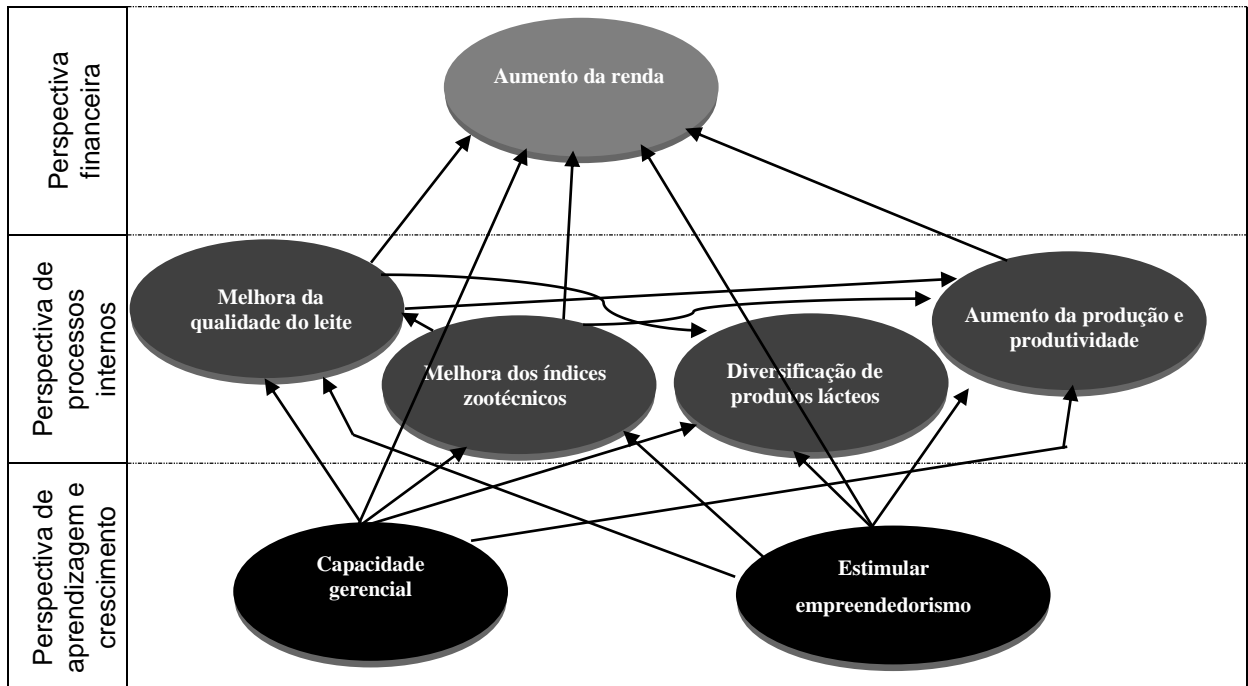 Perspectiva
financeira
Aumento da renda
Perspectiva de
processos
internos
Melhora da
qualidade do leite
Melhora dos índices
zootécnicos
Diversificação de
produtos lácteos
Aumento da produção e
produtividade
Perspectiva de
aprendizagem e
crescimento
Capacidade
gerencial
Estimular
empreendedorismo